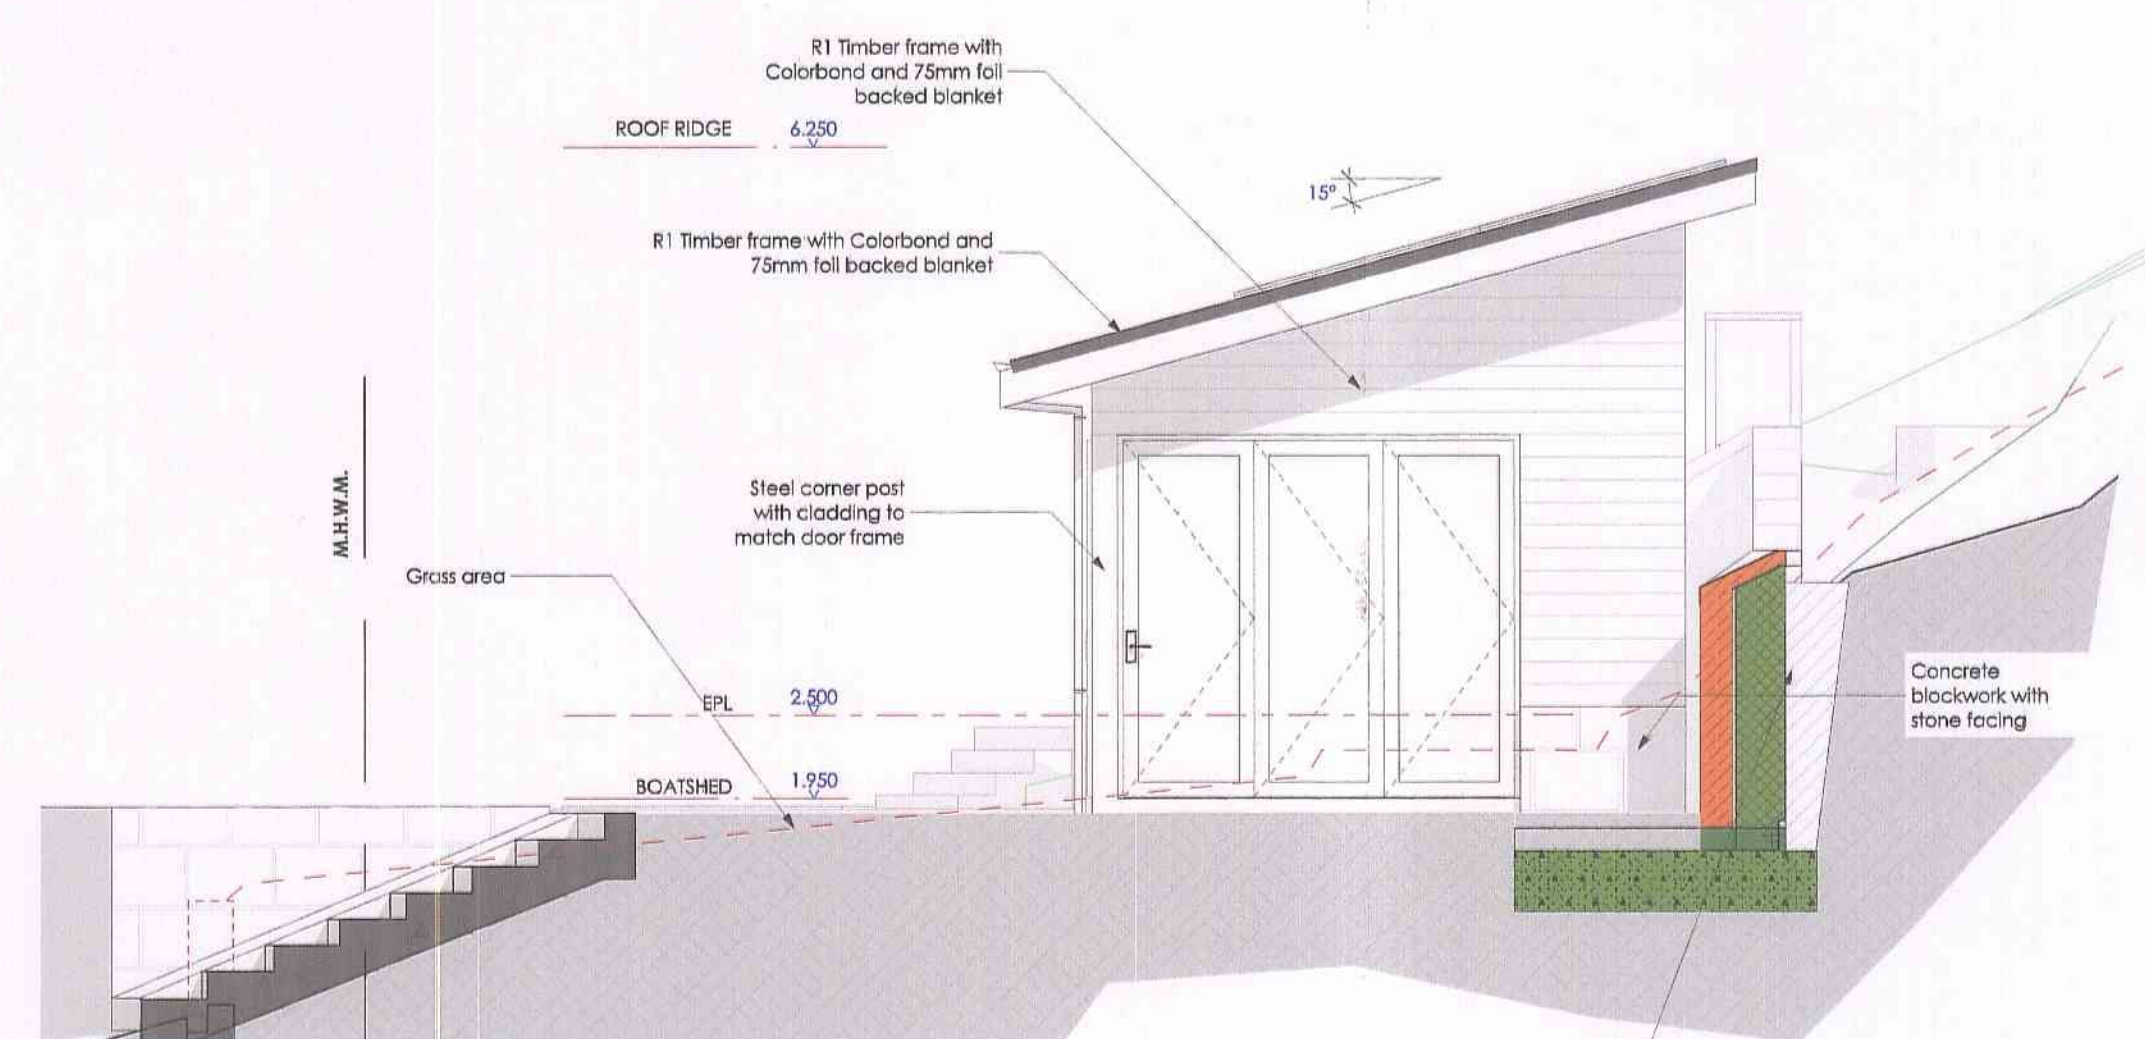 R1 Timber frame with
Colorbond and 75mm foil
backed blanket
ROOF RIDGE 6.250
15°
R1 Timber frame with Colorbond and
75mm foil backed blanket
M.H.W.M.
Steel corner post
with cladding to
match door frame
Grass area
Concrete
blockwork with
stone facing
EPL 2.500
BOATSHED 1.950